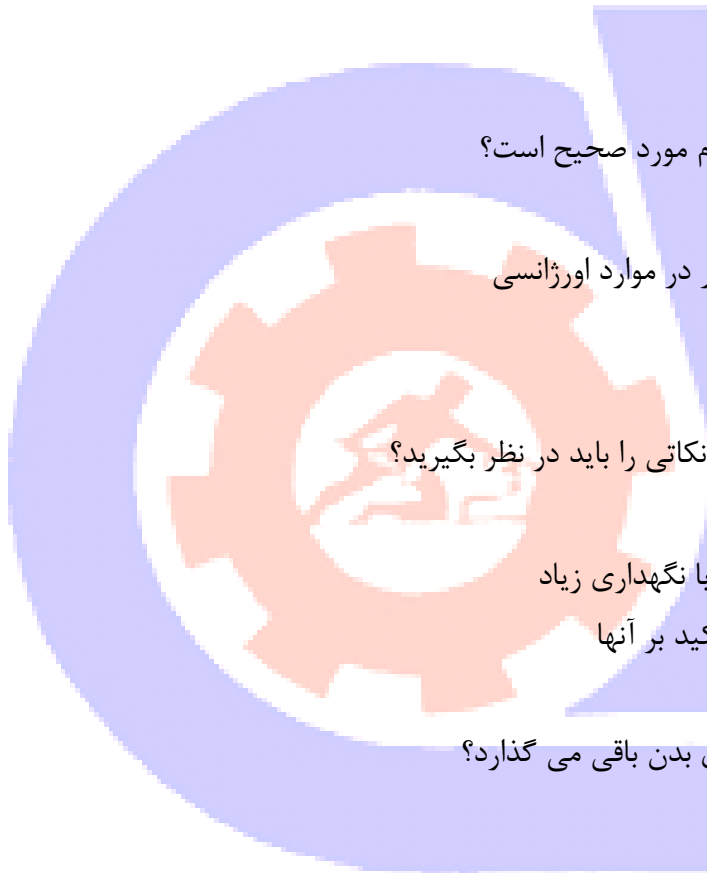 مورد صحیح است؟
در موارد اورژانسی
نکاتی را باید در نظر بگیرید؟
با نگهداری زیاد
بر آنها
بدن باقی می گذارد؟